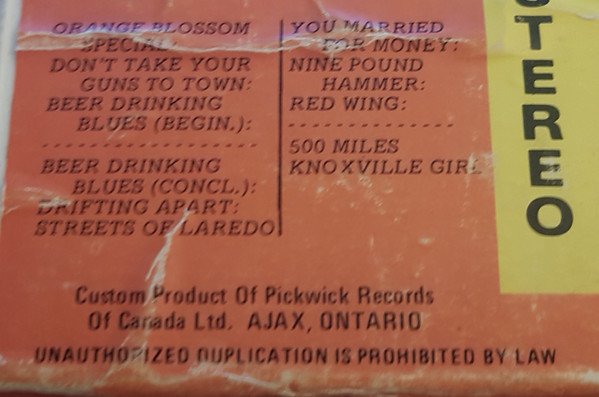 ORANGE BLOSSOM
SPECIAL:
DON'T TAKE YOUR
GUNS TO TOWN:
BEER DRINKING
BLUES (BEGIN.):
- - - - - - - - - - - - - - - -
BEER DRINKING
BLUES (CONCL.):
DRIFTING APART:
STREETS OF LAREDO
YOU MARRIED
FOR MONEY:
NINE POUND
HAMMER:
RED WING:
- - - - - - - - - - - - -
500 MILES
KNOXVILLE GIRL
STEREO
Custom Product Of Pickwick Records
Of Canada Ltd. AJAX, ONTARIO
UNAUTHORIZED DUPLICATION IS PROHIBITED BY LAW